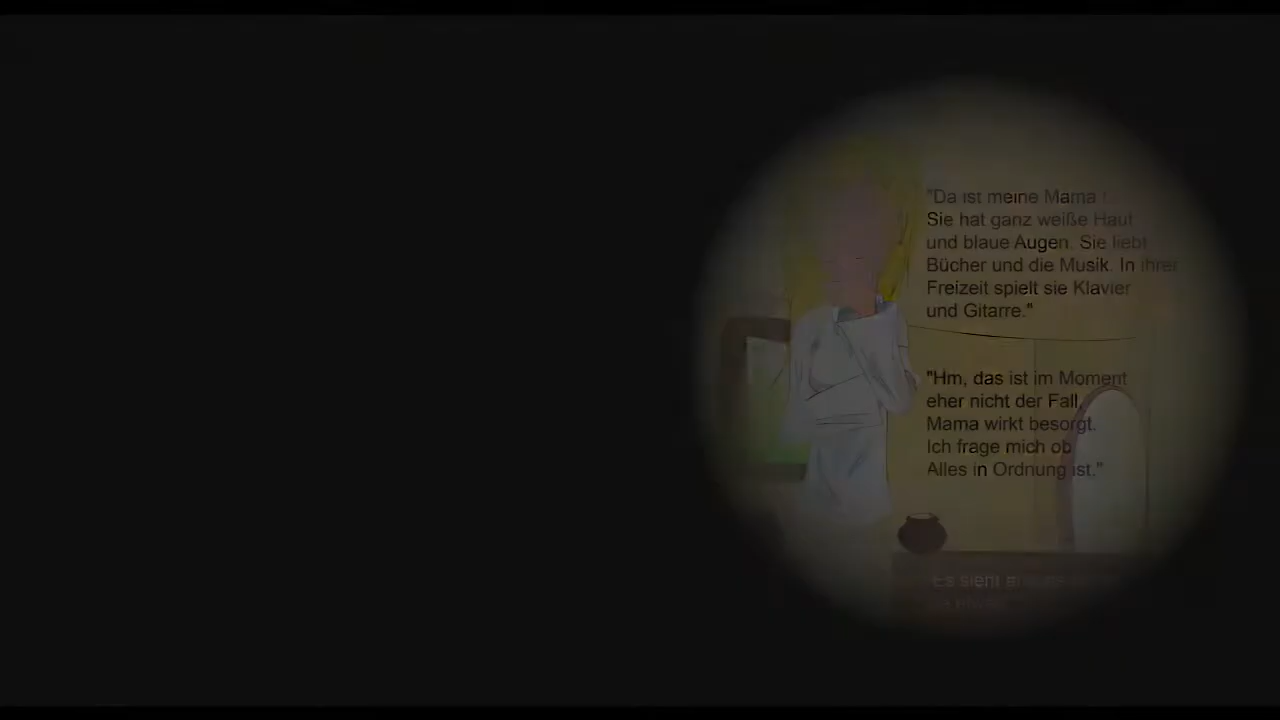 "Da ist meine Mama !
Sie hat ganz weiße Haut
und blaue Augen. Sie liebt
Bücher und die Musik. In ihrer
Freizeit spielt sie Klavier
und Gitarre."
"Hm, das ist im Moment
eher nicht der Fall,
Mama wirkt besorgt.
Ich frage mich ob
Alles in Ordnung ist."
"Es sieht